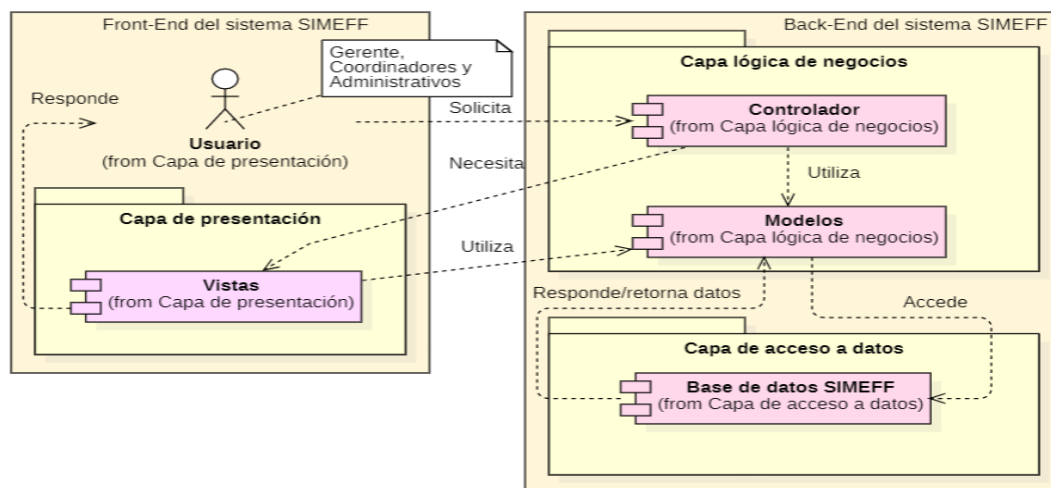 Front-End del sistema SIMEFF
Gerente,
Coordinadores y
Administrativos
Responde
Usuario
(from Capa de presentación)
Capa de presentación
Vistas
(from Capa de presentación)
Solicita
Necesita
Utiliza
Back-End del sistema SIMEFF
Capa lógica de negocios
Controlador
(from Capa lógica de negocios)
Utiliza
Modelos
(from Capa lógica de negocios)
Responde/retorna datos
Accede
Capa de acceso a datos
Base de datos SIMEFF
(from Capa de acceso a datos)